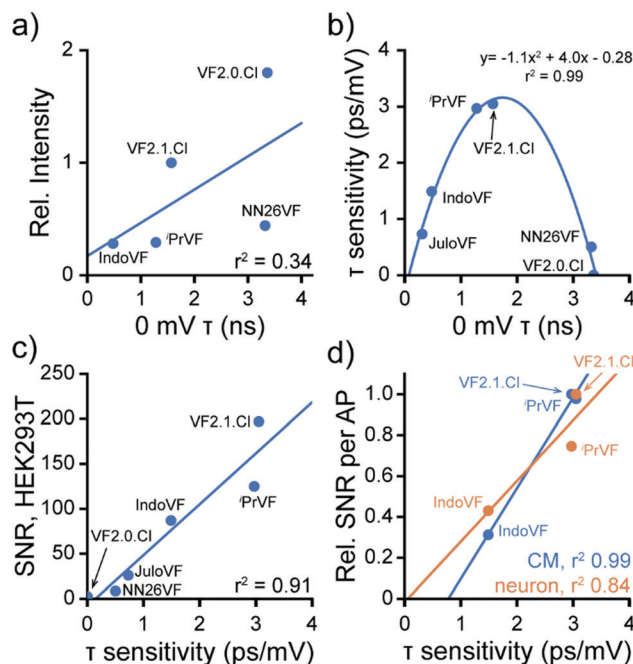 a)
Rel. Intensity
2
1
0
0 1 2 3 4
0 mV τ (ns)
VF2.0.Cl
VF2.1.Cl
NN26VF
IndoVF
ⁱPrVF
r² = 0.34
b)
τ sensitivity (ps/mV)
4
3
2
1
0
0 1 2 3 4
0 mV τ (ns)
y= -1.1x² + 4.0x - 0.28
r² = 0.99
ⁱPrVF
VF2.1.Cl
IndoVF
JuloVF
NN26VF
VF2.0.Cl
c)
SNR, HEK293T
250
200
150
100
50
0
0 1 2 3 4
τ sensitivity (ps/mV)
VF2.1.Cl
ⁱPrVF
IndoVF
VF2.0.Cl
JuloVF
NN26VF
r² = 0.91
d)
Rel. SNR per AP
1.0
0.8
0.6
0.4
0.2
0
0 1 2 3 4
τ sensitivity (ps/mV)
VF2.1.Cl
VF2.1.Cl
ⁱPrVF
ⁱPrVF
IndoVF
IndoVF
CM, r² 0.99
neuron, r² 0.84